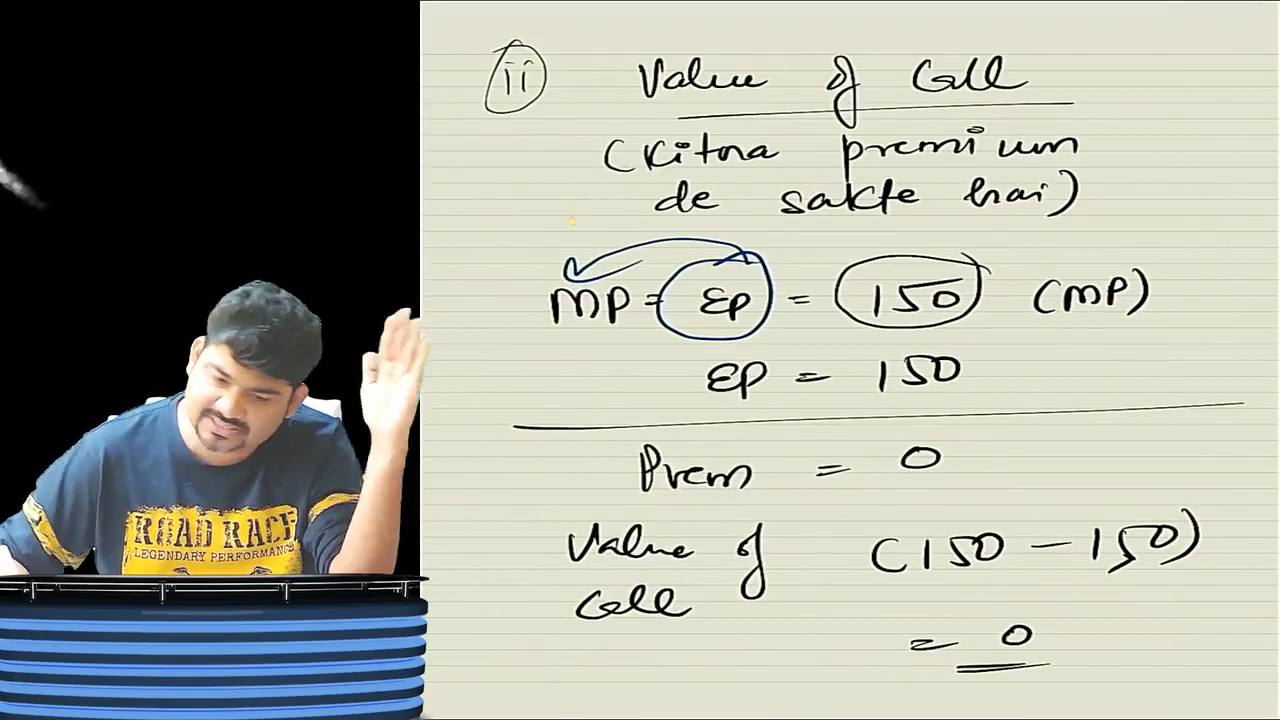 ii Value of Call
(Kitna premium
de sakte hai)
MP = EP = 150 (MP)
EP = 150
Prem = 0
Value of (150 - 150)
Call
= 0
ROAD RACE
LEGENDARY PERFORMANCE